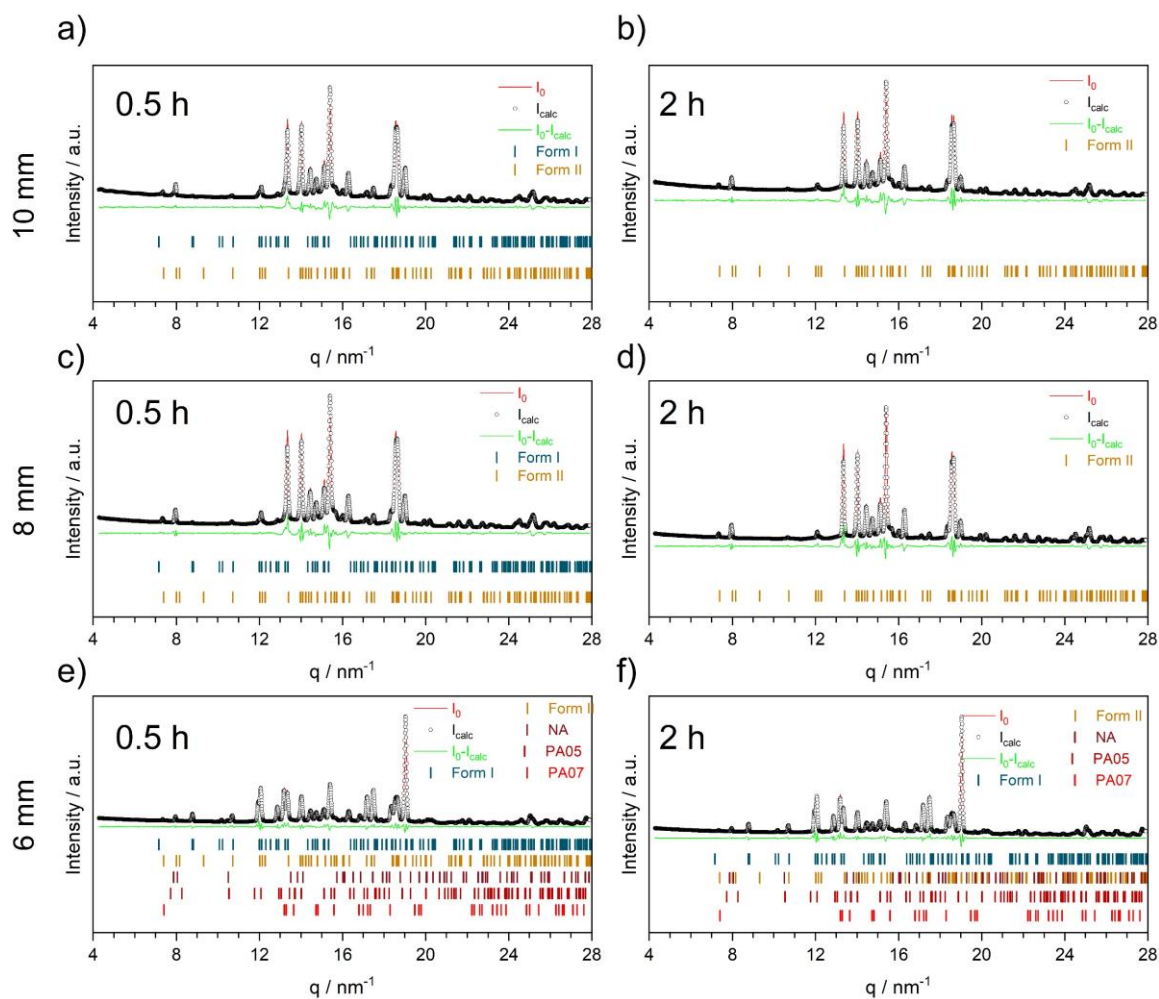 a)
10 mm
0.5 h
I0
Icalc
I0-Icalc
Form I
Form II
Intensity / a.u.
4 8 12 16 20 24 28
q / nm-1
b)
2 h
I0
Icalc
I0-Icalc
Form II
Intensity / a.u.
4 8 12 16 20 24 28
q / nm-1
c)
8 mm
0.5 h
I0
Icalc
I0-Icalc
Form I
Form II
Intensity / a.u.
4 8 12 16 20 24 28
q / nm-1
d)
2 h
I0
Icalc
I0-Icalc
Form II
Intensity / a.u.
4 8 12 16 20 24 28
q / nm-1
e)
6 mm
0.5 h
I0
Icalc
I0-Icalc
Form I
Form II
NA
PA05
PA07
Intensity / a.u.
4 8 12 16 20 24 28
q / nm-1
f)
2 h
I0
Icalc
I0-Icalc
Form I
Form II
NA
PA05
PA07
Intensity / a.u.
4 8 12 16 20 24 28
q / nm-1